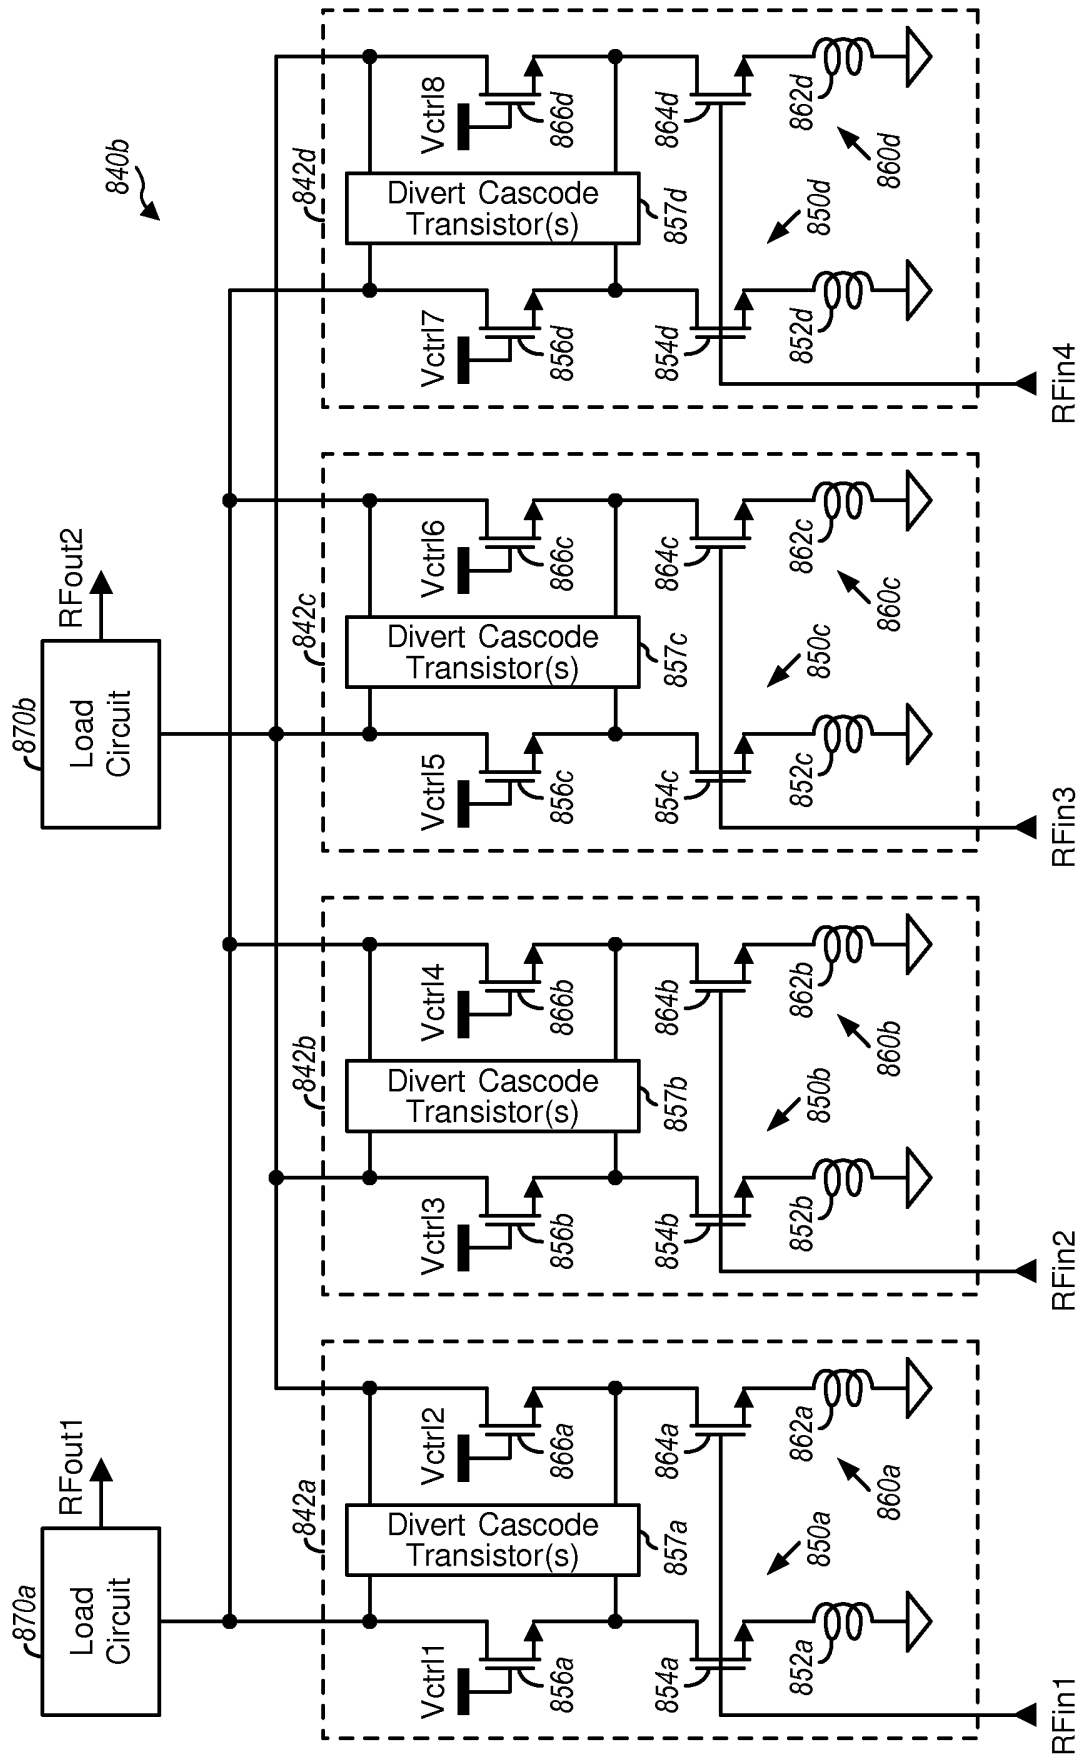 840b
870a
Load
Circuit
RFout1
870b
Load
Circuit
RFout2
842a
Vctrl1
856a
Divert Cascode
Transistor(s)
857a
Vctrl2
866a
854a
864a
852a
850a
862a
860a
RFin1
842b
Vctrl3
856b
Divert Cascode
Transistor(s)
857b
Vctrl4
866b
854b
864b
852b
850b
862b
860b
RFin2
842c
Vctrl5
856c
Divert Cascode
Transistor(s)
857c
Vctrl6
866c
854c
864c
852c
850c
862c
860c
RFin3
842d
Vctrl7
856d
Divert Cascode
Transistor(s)
857d
Vctrl8
866d
854d
864d
852d
850d
862d
860d
RFin4